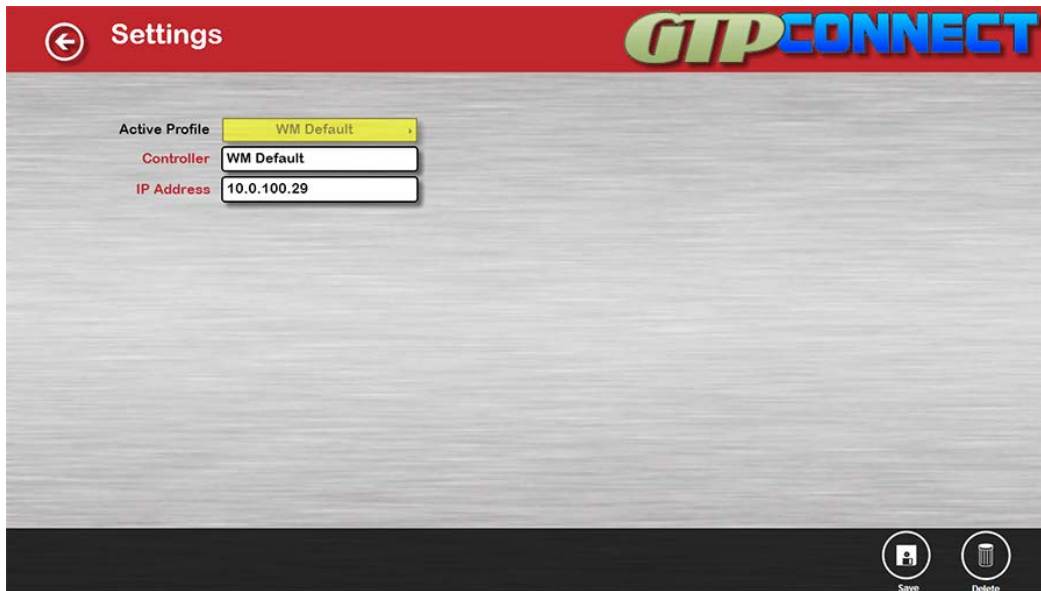 Settings
GTPCONNECT
Active Profile WM Default
Controller WM Default
IP Address 10.0.100.29
Save Delete